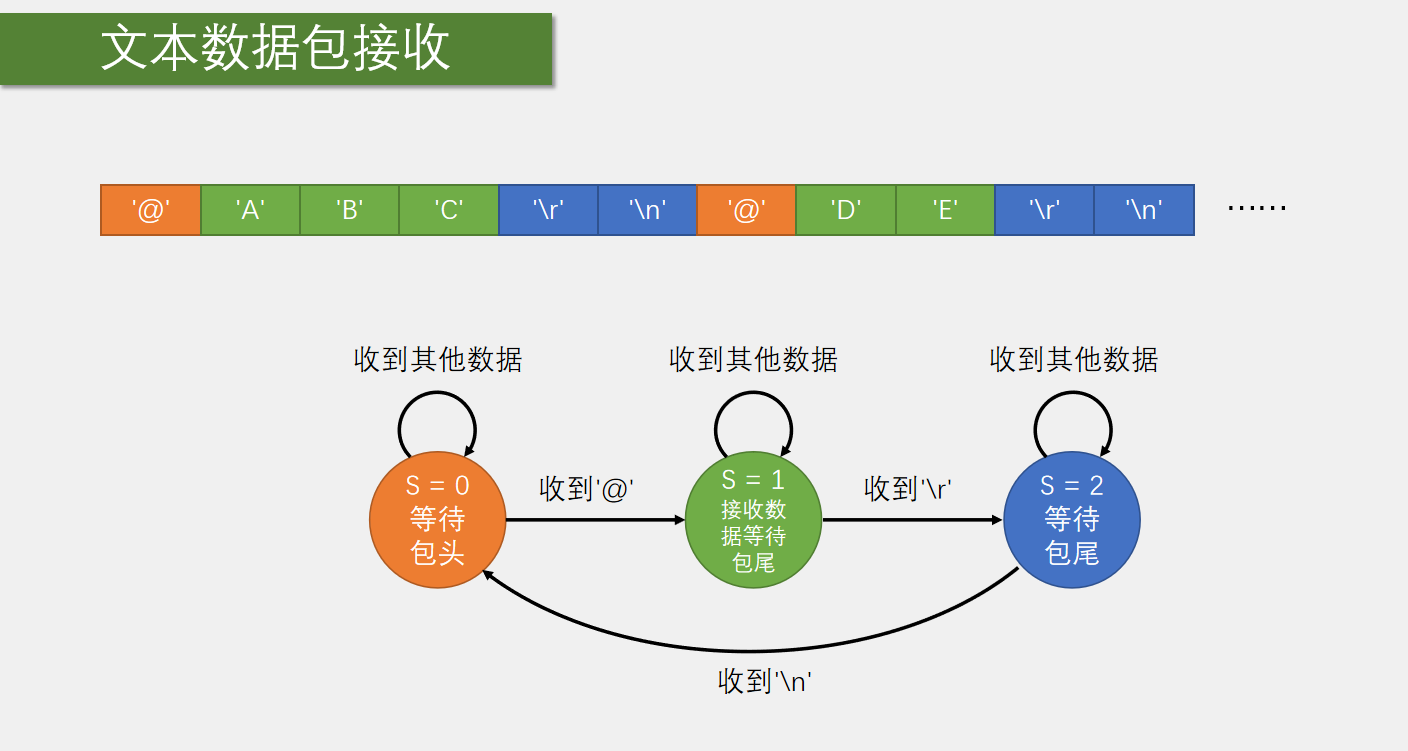 文本数据包接收
'@' 'A' 'B' 'C' '\r' '\n' '@' 'D' 'E' '\r' '\n' ……
收到其他数据 收到其他数据 收到其他数据
S = 0
等待
包头
收到'@'
S = 1
接收数
据等待
包尾
收到'\r'
S = 2
等待
包尾
收到'\n'